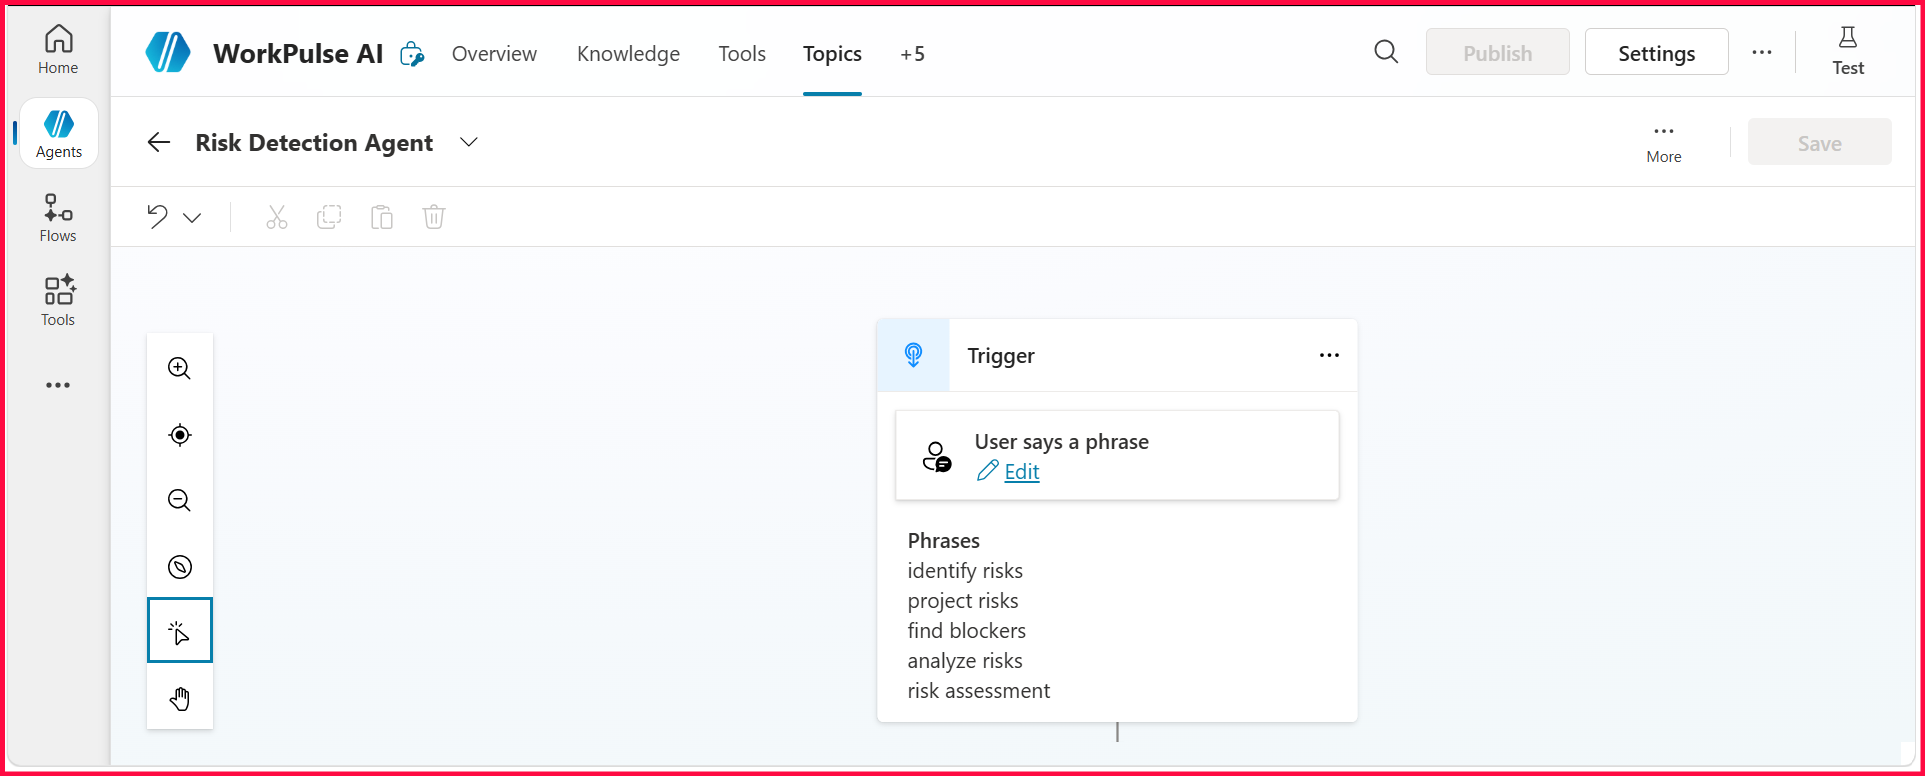 Home
Agents
Flows
Tools
WorkPulse AI Overview Knowledge Tools Topics +5 Publish Settings ... Test
Risk Detection Agent ... More Save
Trigger ...
User says a phrase
Edit
Phrases
identify risks
project risks
find blockers
analyze risks
risk assessment